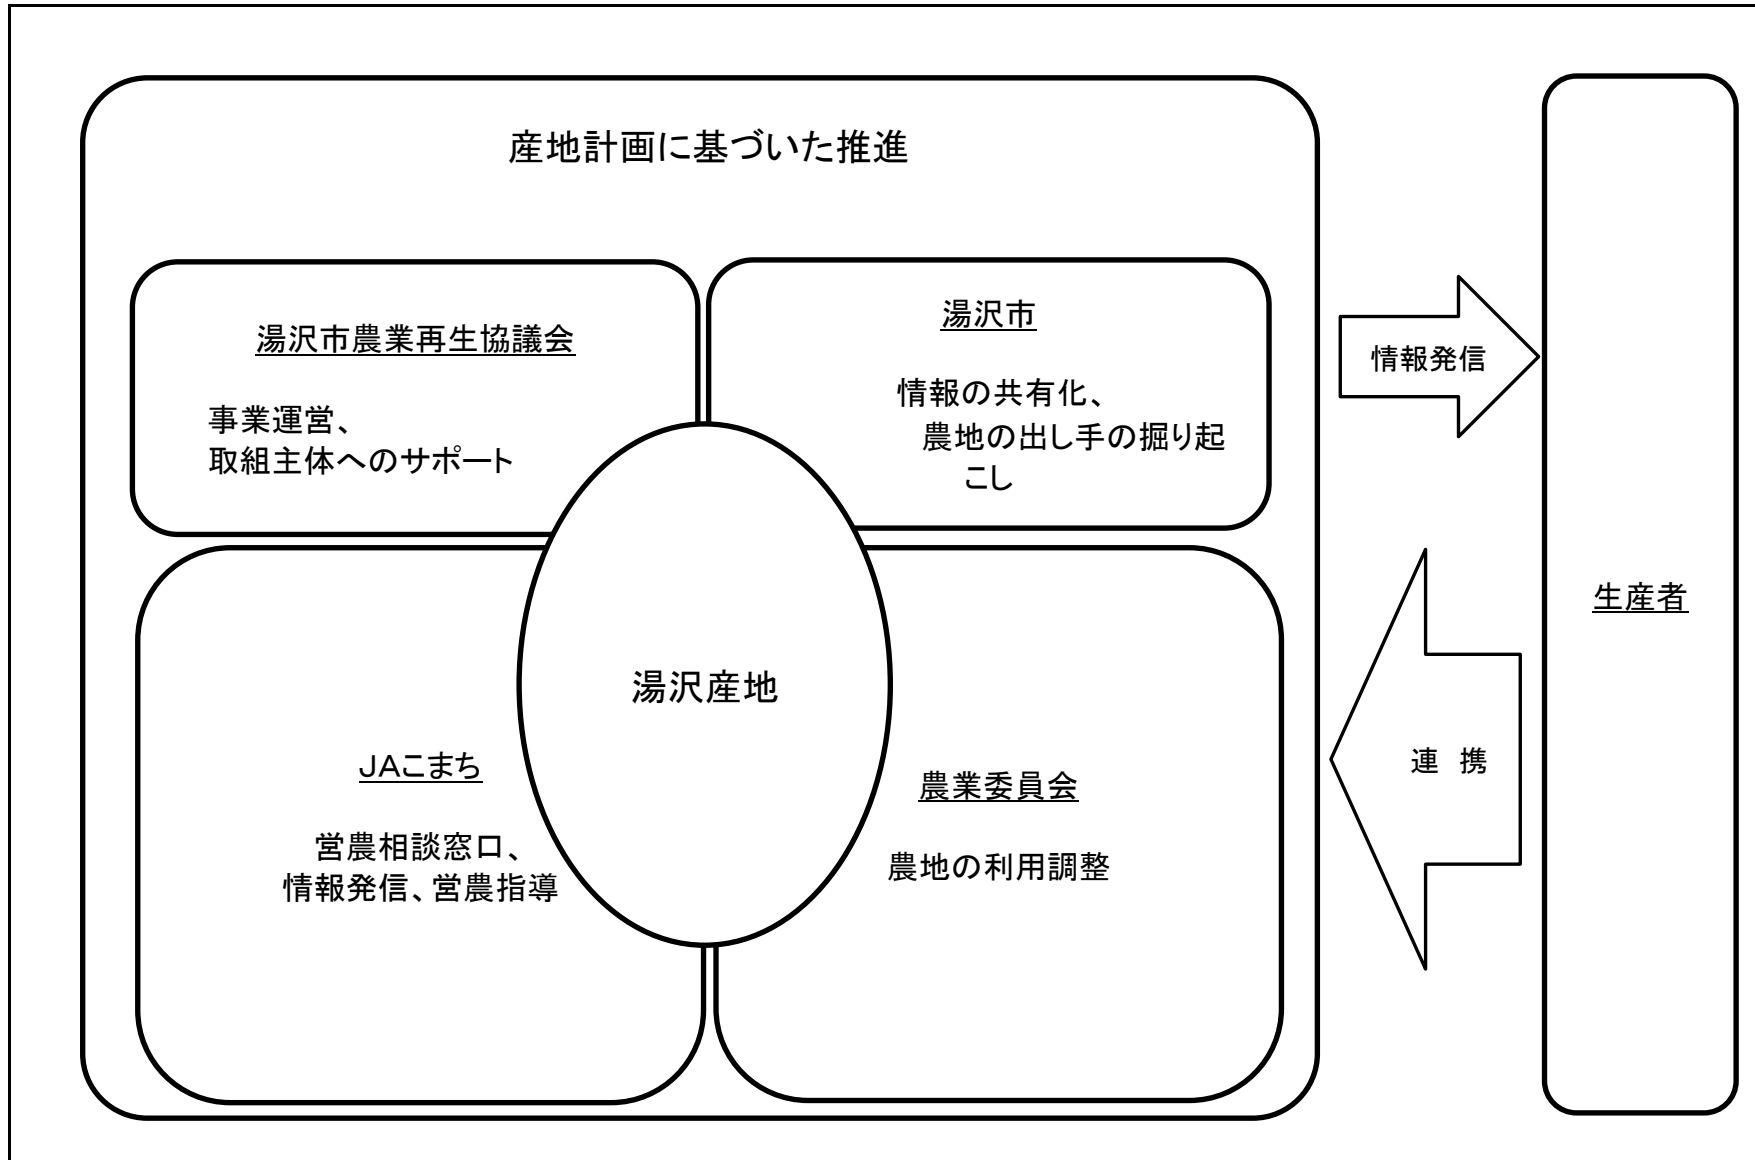 産地計画に基づいた推進
湯沢市農業再生協議会
事業運営、
取組主体へのサポート
湯沢市
情報の共有化、
農地の出し手の掘り起
こし
湯沢産地
JAこまち
営農相談窓口、
情報発信、営農指導
農業委員会
農地の利用調整
情報発信
連 携
生産者